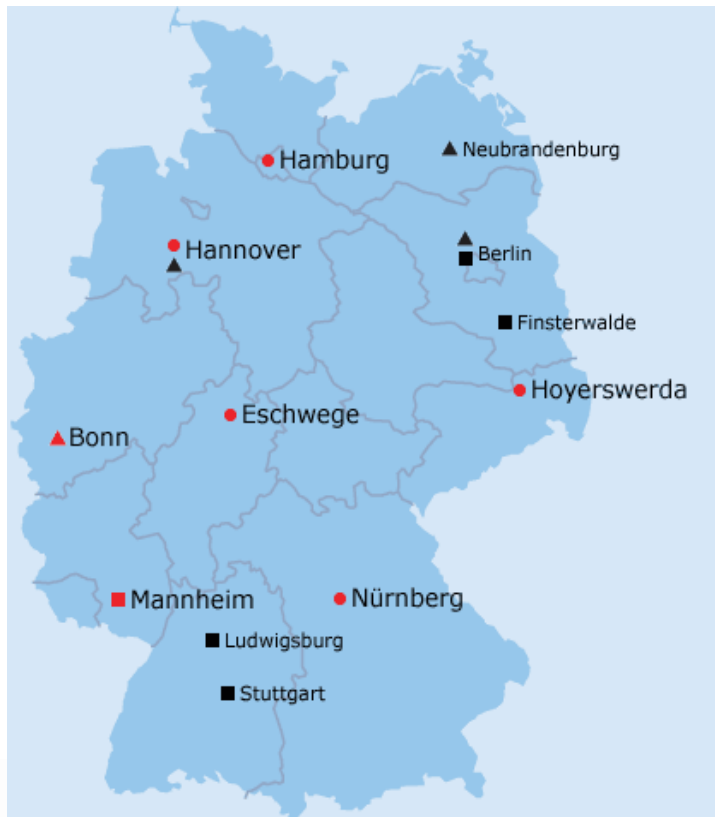 Neubrandenburg
Hamburg
Hannover
Berlin
Finsterwalde
Hoyerswerda
Eschwege
Bonn
Mannheim
Nürnberg
Ludwigsburg
Stuttgart